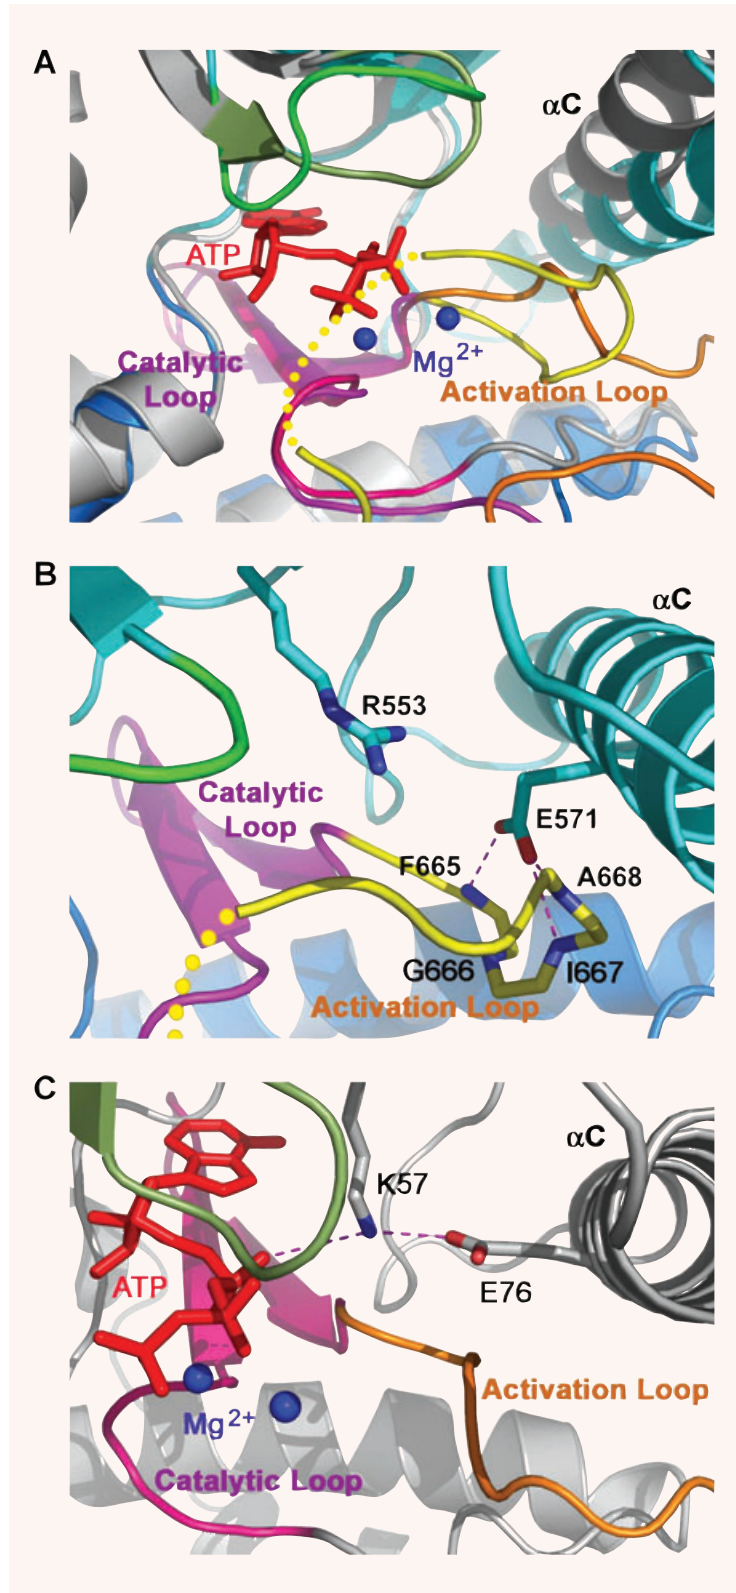 A
αC
ATP
Mg2+
Catalytic
Loop
Activation Loop
B
αC
R553
Catalytic
Loop
E571
F665
A668
G666
I667
Activation Loop
C
αC
K57
ATP
E76
Activation Loop
Mg2+
Catalytic Loop